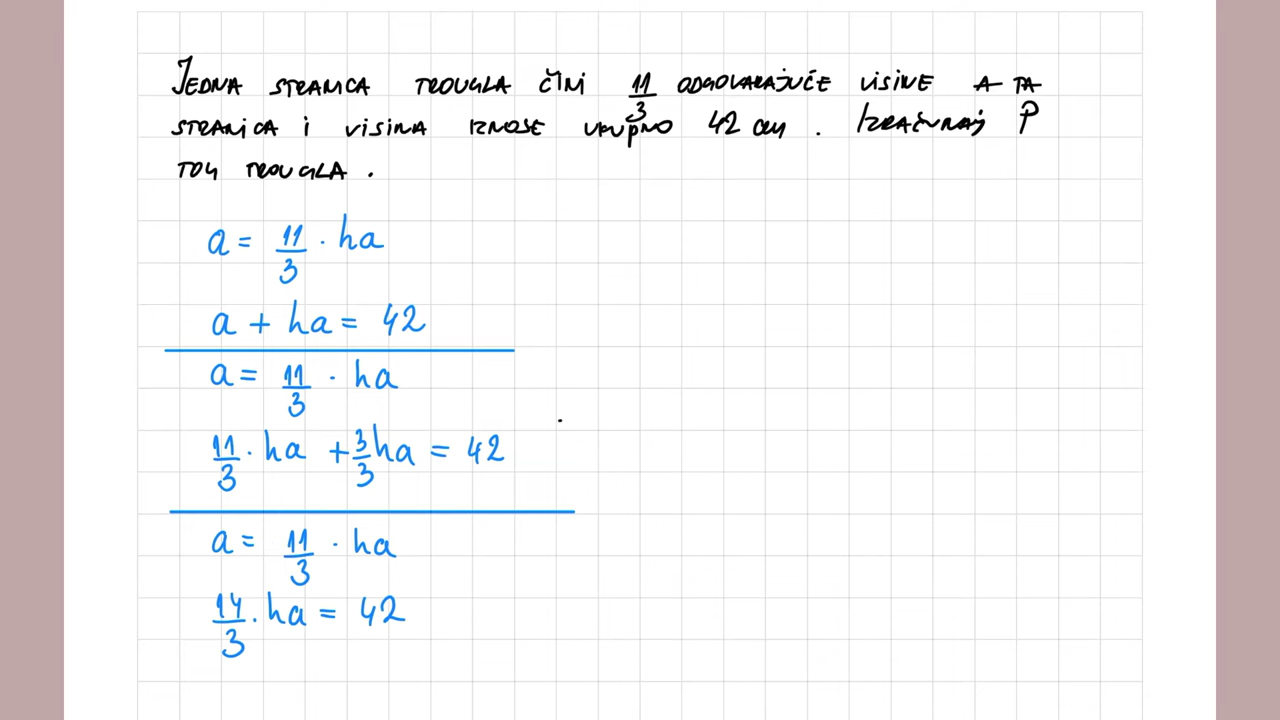 JEDNA STRANICA TROUGLA ČINI 11/3 ODGOVARAJUĆE VISINE A TA
STRANICA I VISINA IZNOSE UKUPNO 42 cm. IZRAČUNAJ P
TOG TROUGLA.
a = 11/3 · ha
a + ha = 42
a = 11/3 · ha
11/3 · ha + 3/3 ha = 42
a = 11/3 · ha
14/3 · ha = 42